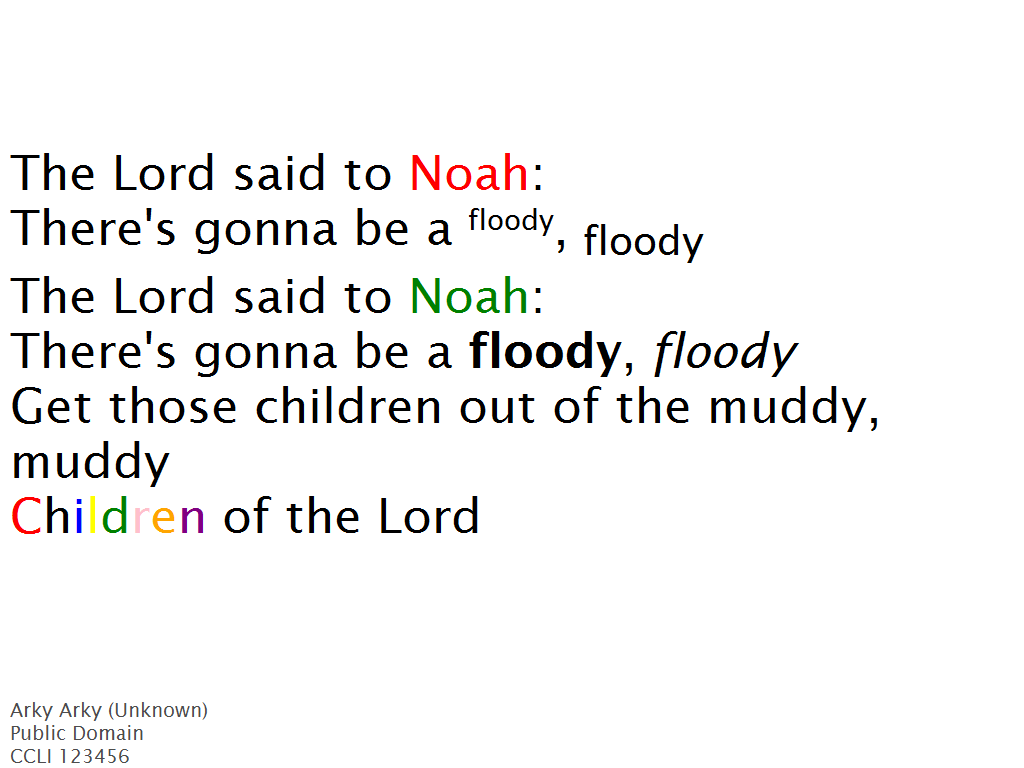 The Lord said to Noah:
There's gonna be a floody, floody
The Lord said to Noah:
There's gonna be a floody, floody
Get those children out of the muddy,
muddy
Children of the Lord
Arky Arky (Unknown)
Public Domain
CCLI 123456